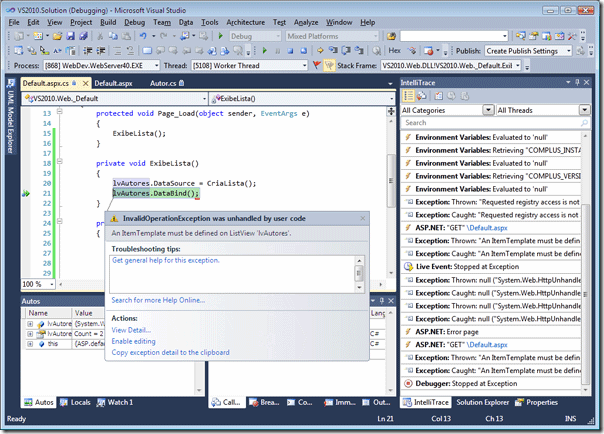 VS2010.Solution (Debugging) - Microsoft Visual Studio
File Edit View Project Build Debug Team Data Tools Architecture Test Analyze Window Help
Debug Mixed Platforms
Hex Publish: Create Publish Settings
Process: [868] WebDev.WebServer40.EXE Thread: [5108] Worker Thread Stack Frame: VS2010.Web.DLL!VS2010.Web._Default.Exil
UML Model Explorer
Default.aspx.cs Default.aspx Autor.cs
VS2010.Web._Default ExibeLista()
13 protected void Page_Load(object sender, EventArgs e)
14 {
15 ExibeLista();
16 }
17
18 private void ExibeLista()
19 {
20 lvAutores.DataSource = CriaLista();
21 lvAutores.DataBind();
22 }
23
24 pr
25 {
26
27
28
29
100 %
InvalidOperationException was unhandled by user code
An ItemTemplate must be defined on ListView 'lvAutores'.
Troubleshooting tips:
Get general help for this exception.
Search for more Help Online...
Actions:
View Detail...
Enable editing
Copy exception detail to the clipboard
Autos
Name Value
lvAutore {System.W
lvAutore Count = 2
this {ASP.defa
Lang
C#
C#
Autos Locals Watch 1
Call... Brea... Co... Imm... Out...
IntelliTrace
All Categories All Threads
Search
Environment Variables: Evaluated to 'null'
Environment Variables: Retrieving "COMPLUS_INSTA
Environment Variables: Evaluated to 'null'
Environment Variables: Retrieving "COMPLUS_VERSI
Environment Variables: Evaluated to 'null'
Exception: Thrown: "Requested registry access is not
Exception: Caught: "Requested registry access is not
ASP.NET: "GET" \Default.aspx
Exception: Thrown: "An ItemTemplate must be defin
Exception: Caught: "An ItemTemplate must be define
Live Event: Stopped at Exception
Exception: Thrown: null ("System.Web.HttpUnhandle
Exception: Caught: null ("System.Web.HttpUnhandle
Exception: Thrown: null ("System.Web.HttpUnhandle
Exception: Caught: null ("System.Web.HttpUnhandle
ASP.NET: Error page
ASP.NET: "GET" \Default.aspx
Exception: Thrown: "An ItemTemplate must be defin
Exception: Caught: "An ItemTemplate must be define
Debugger: Stopped at Exception
IntelliTrace Solution Explorer Properties
Ready Ln 21 Col 13 Ch 13